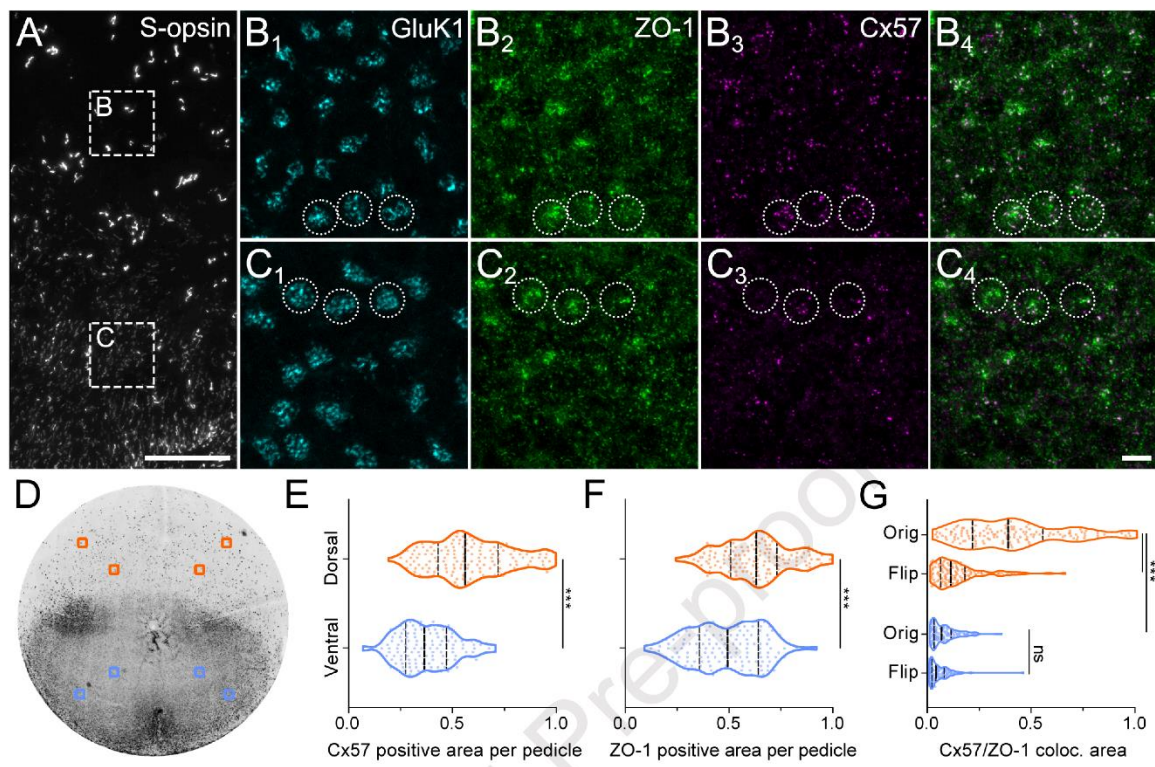 A S-opsin B₁ GluK1 B₂ ZO-1 B₃ Cx57 B₄
B
C₁ C₂ C₃ C₄
C
D E F G
Dorsal
Ventral
***
***
Orig
Flip
Orig
Flip
***
ns
0.0 0.5 1.0 0.0 0.5 1.0 0.0 0.5 1.0
Cx57 positive area per pedicle ZO-1 positive area per pedicle Cx57/ZO-1 coloc. area